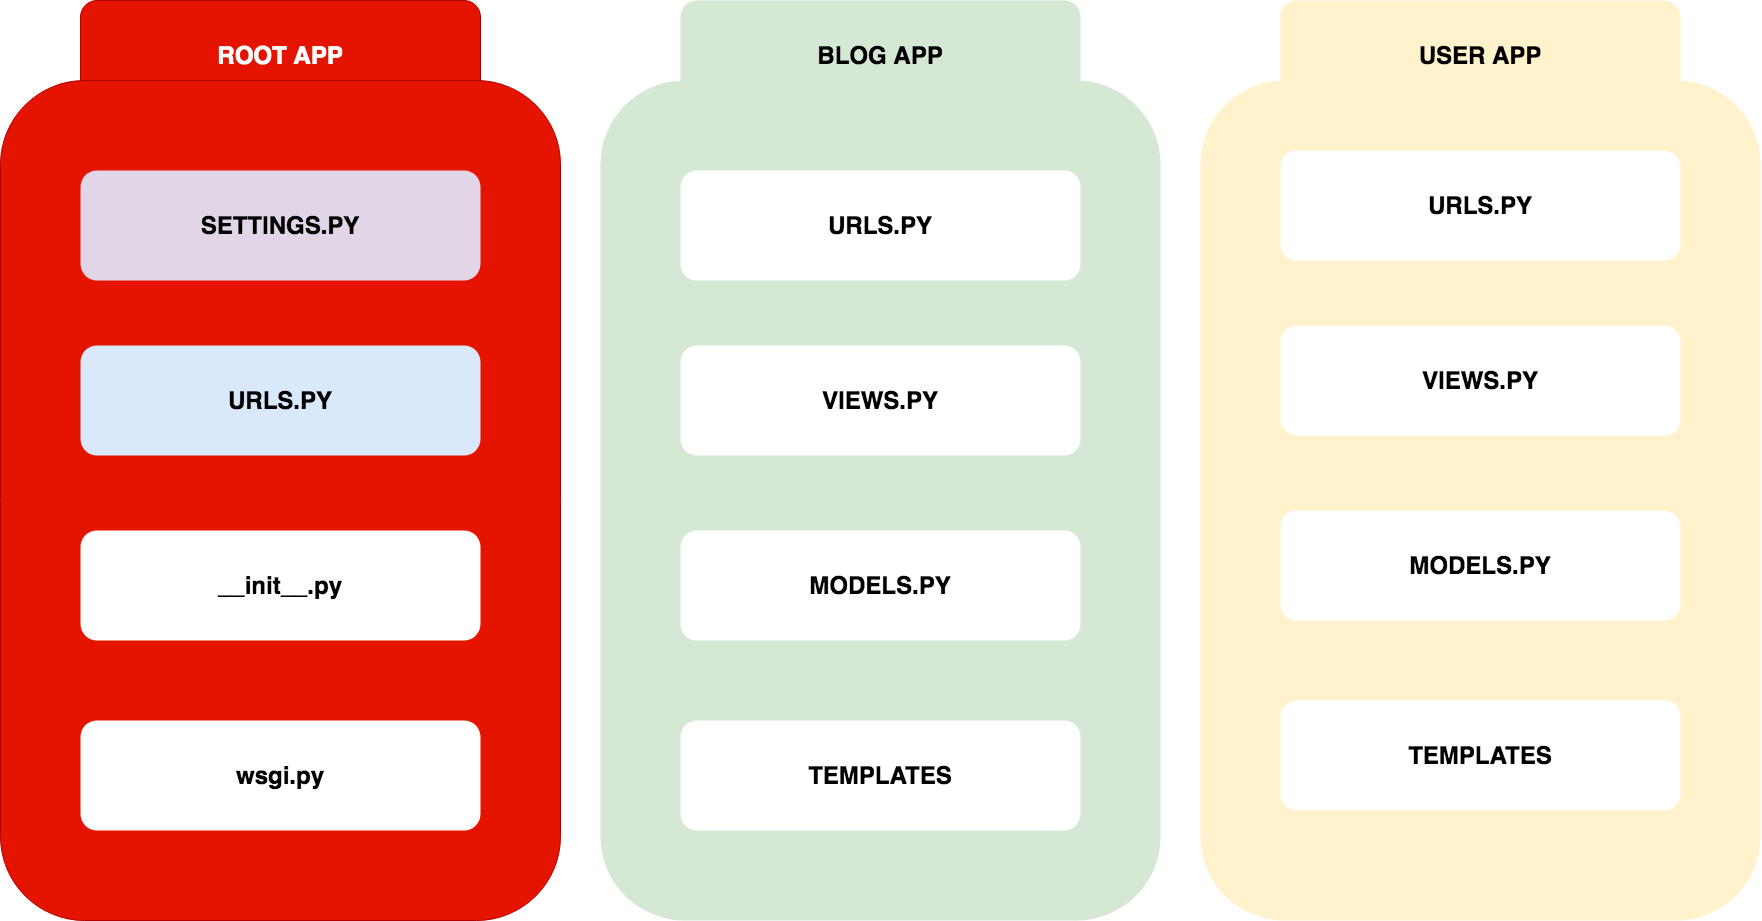 ROOT APP
SETTINGS.PY
URLS.PY
__init__.py
wsgi.py
BLOG APP
URLS.PY
VIEWS.PY
MODELS.PY
TEMPLATES
USER APP
URLS.PY
VIEWS.PY
MODELS.PY
TEMPLATES